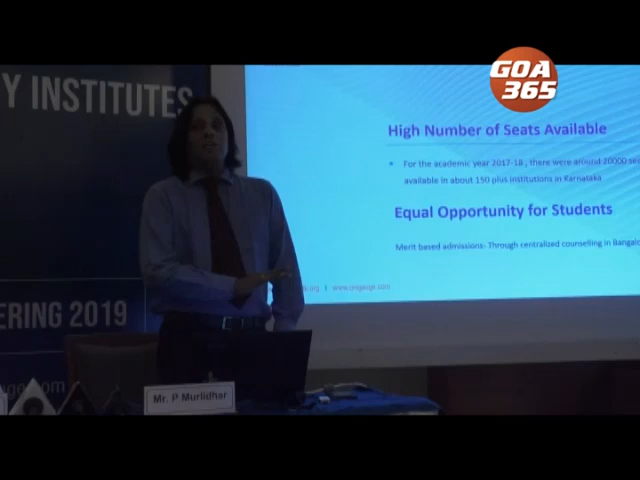 GOA
365
Y INSTITUTES
High Number of Seats Available
For the academic year 2017-18 , there were around 20000
available in about 150 plus institutions in Karnataka
Equal Opportunity for Students
Merit based admissions- Through centralized counselling in
ERING 2019
Mr. P Murlidhar